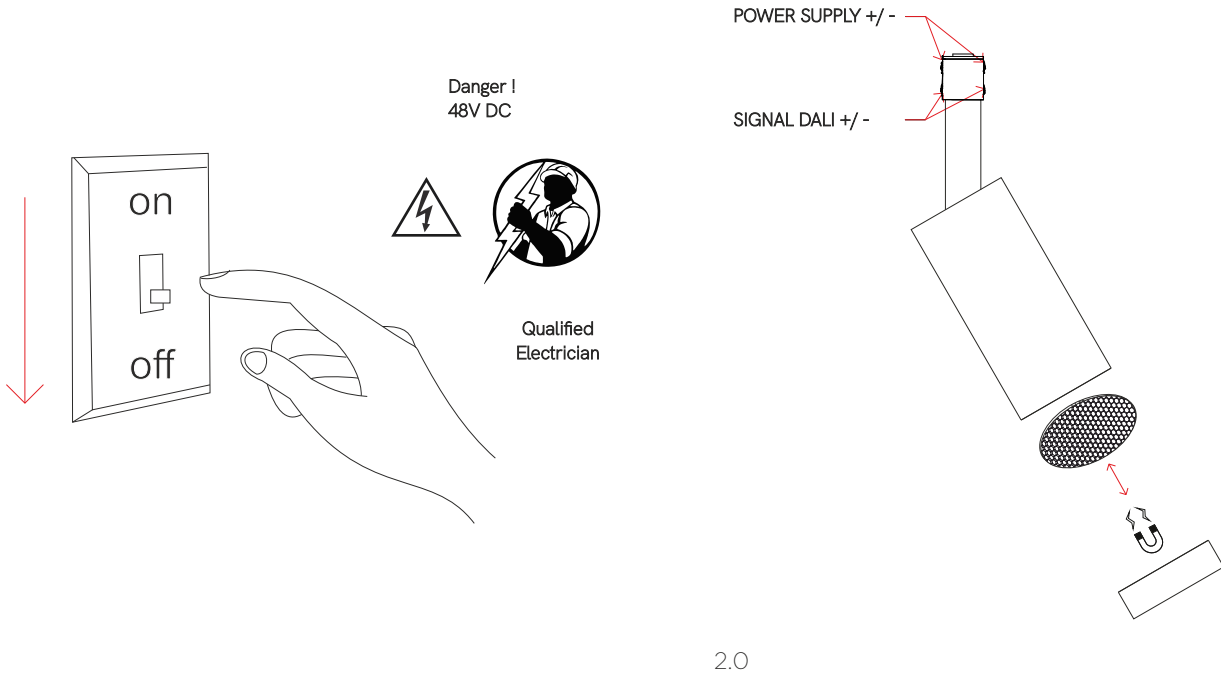 Danger !
48V DC
on
off
Qualified
Electrician
POWER SUPPLY +/ -
SIGNAL DALI +/ -
2.0